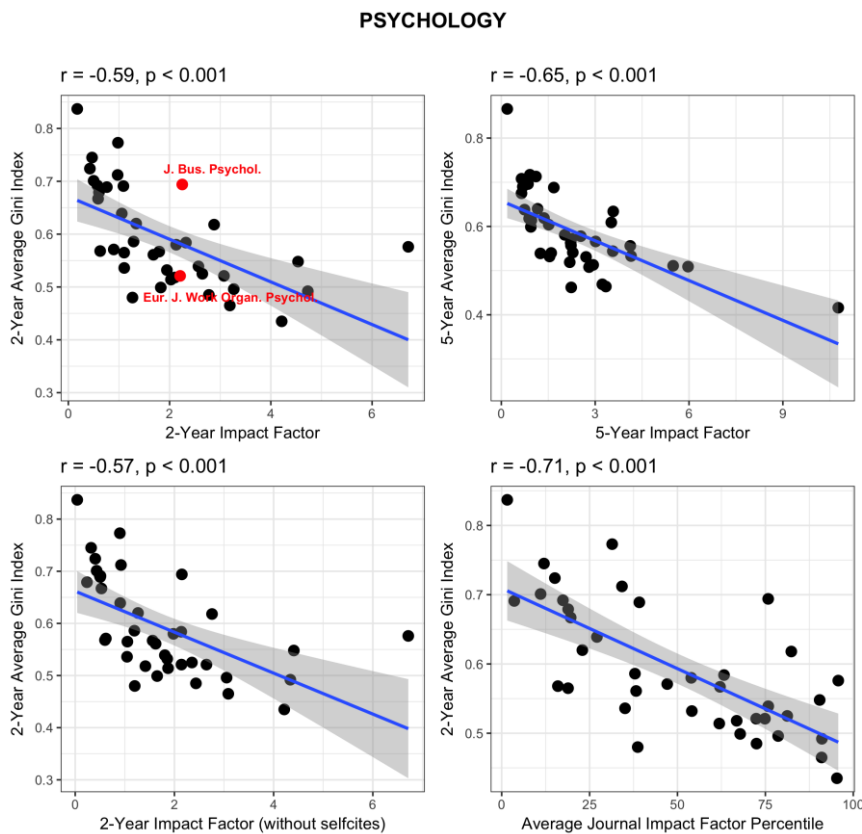 PSYCHOLOGY
r = -0.59, p < 0.001
2-Year Average Gini Index
0.8
0.7
0.6
0.5
0.4
0.3
J. Bus. Psychol.
Eur. J. Work Organ. Psychol.
0
2
4
6
2-Year Impact Factor
r = -0.65, p < 0.001
5-Year Average Gini Index
0.8
0.6
0.4
0
3
6
9
5-Year Impact Factor
r = -0.57, p < 0.001
2-Year Average Gini Index
0.8
0.7
0.6
0.5
0.4
0.3
0
2
4
6
2-Year Impact Factor (without selfcites)
r = -0.71, p < 0.001
2-Year Average Gini Index
0.8
0.7
0.6
0.5
0
25
50
75
100
Average Journal Impact Factor Percentile